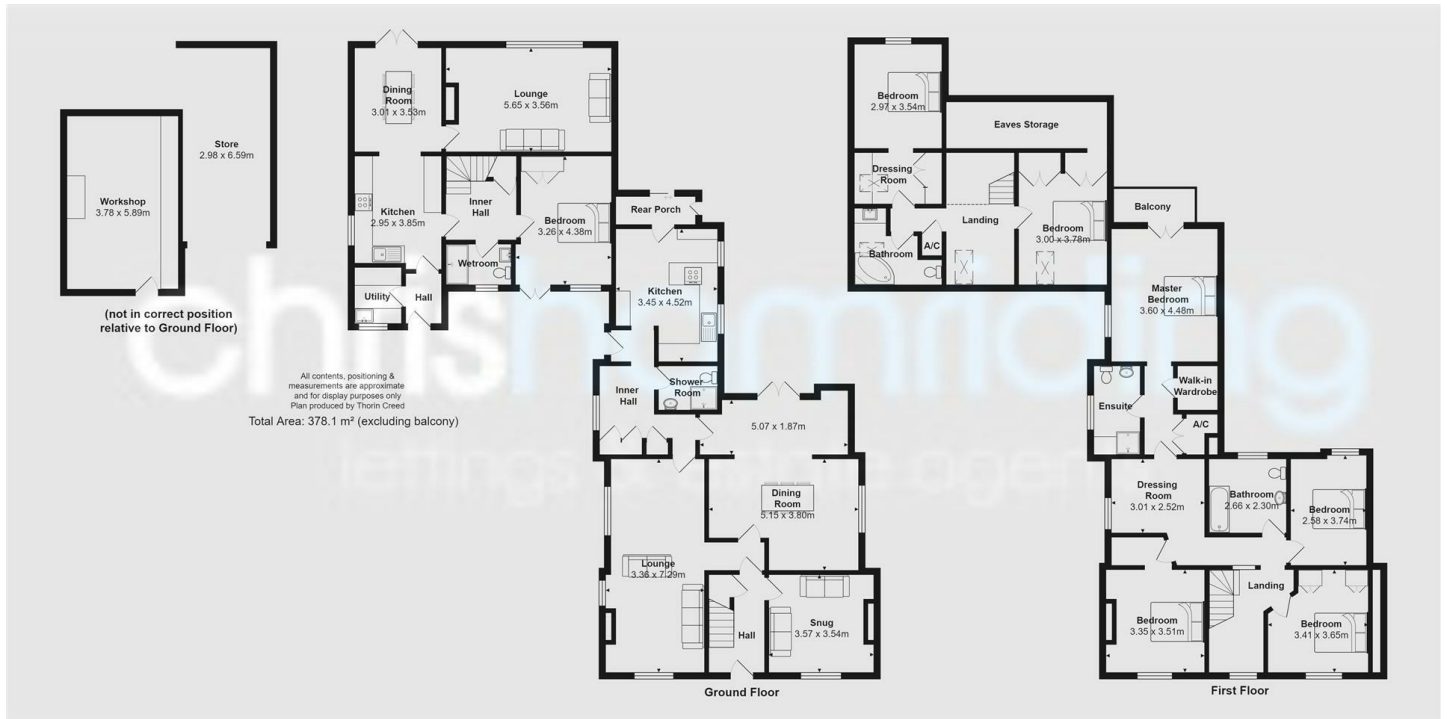 Store
2.98 x 6.59m
Workshop
3.78 x 5.89m
(not in correct position
relative to Ground Floor)
Dining
Room
3.01 x 3.53m
Lounge
5.65 x 3.56m
Kitchen
2.95 x 3.85m
Inner
Hall
Bedroom
3.26 x 4.38m
Wetroom
Utility
Hall
Rear Porch
Kitchen
3.45 x 4.52m
Inner
Hall
Shower
Room
5.07 x 1.87m
Dining
Room
5.15 x 3.80m
Lounge
3.36 x 7.29m
Hall
Snug
3.57 x 3.54m
Ground Floor
All contents, positioning &
measurements are approximate
and for display purposes only
Plan produced by Thorin Creed
Total Area: 378.1 m² (excluding balcony)
Bedroom
2.97 x 3.54m
Eaves Storage
Dressing
Room
Landing
Bedroom
3.00 x 3.78m
A/C
Bathroom
Balcony
Master
Bedroom
3.60 x 4.48m
Walk-in
Wardrobe
Ensuite
A/C
Dressing
Room
3.01 x 2.52m
Bathroom
2.66 x 2.30m
Bedroom
2.58 x 3.74m
Landing
Bedroom
3.35 x 3.51m
Bedroom
3.41 x 3.65m
First Floor
chrishamriding
lettings & estate agents